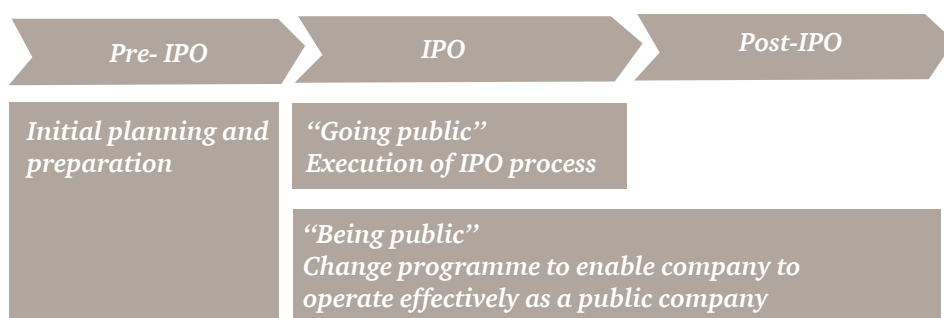 Pre- IPO
IPO
Post-IPO
Initial planning and
preparation
“Going public”
Execution of IPO process
“Being public”
Change programme to enable company to
operate effectively as a public company